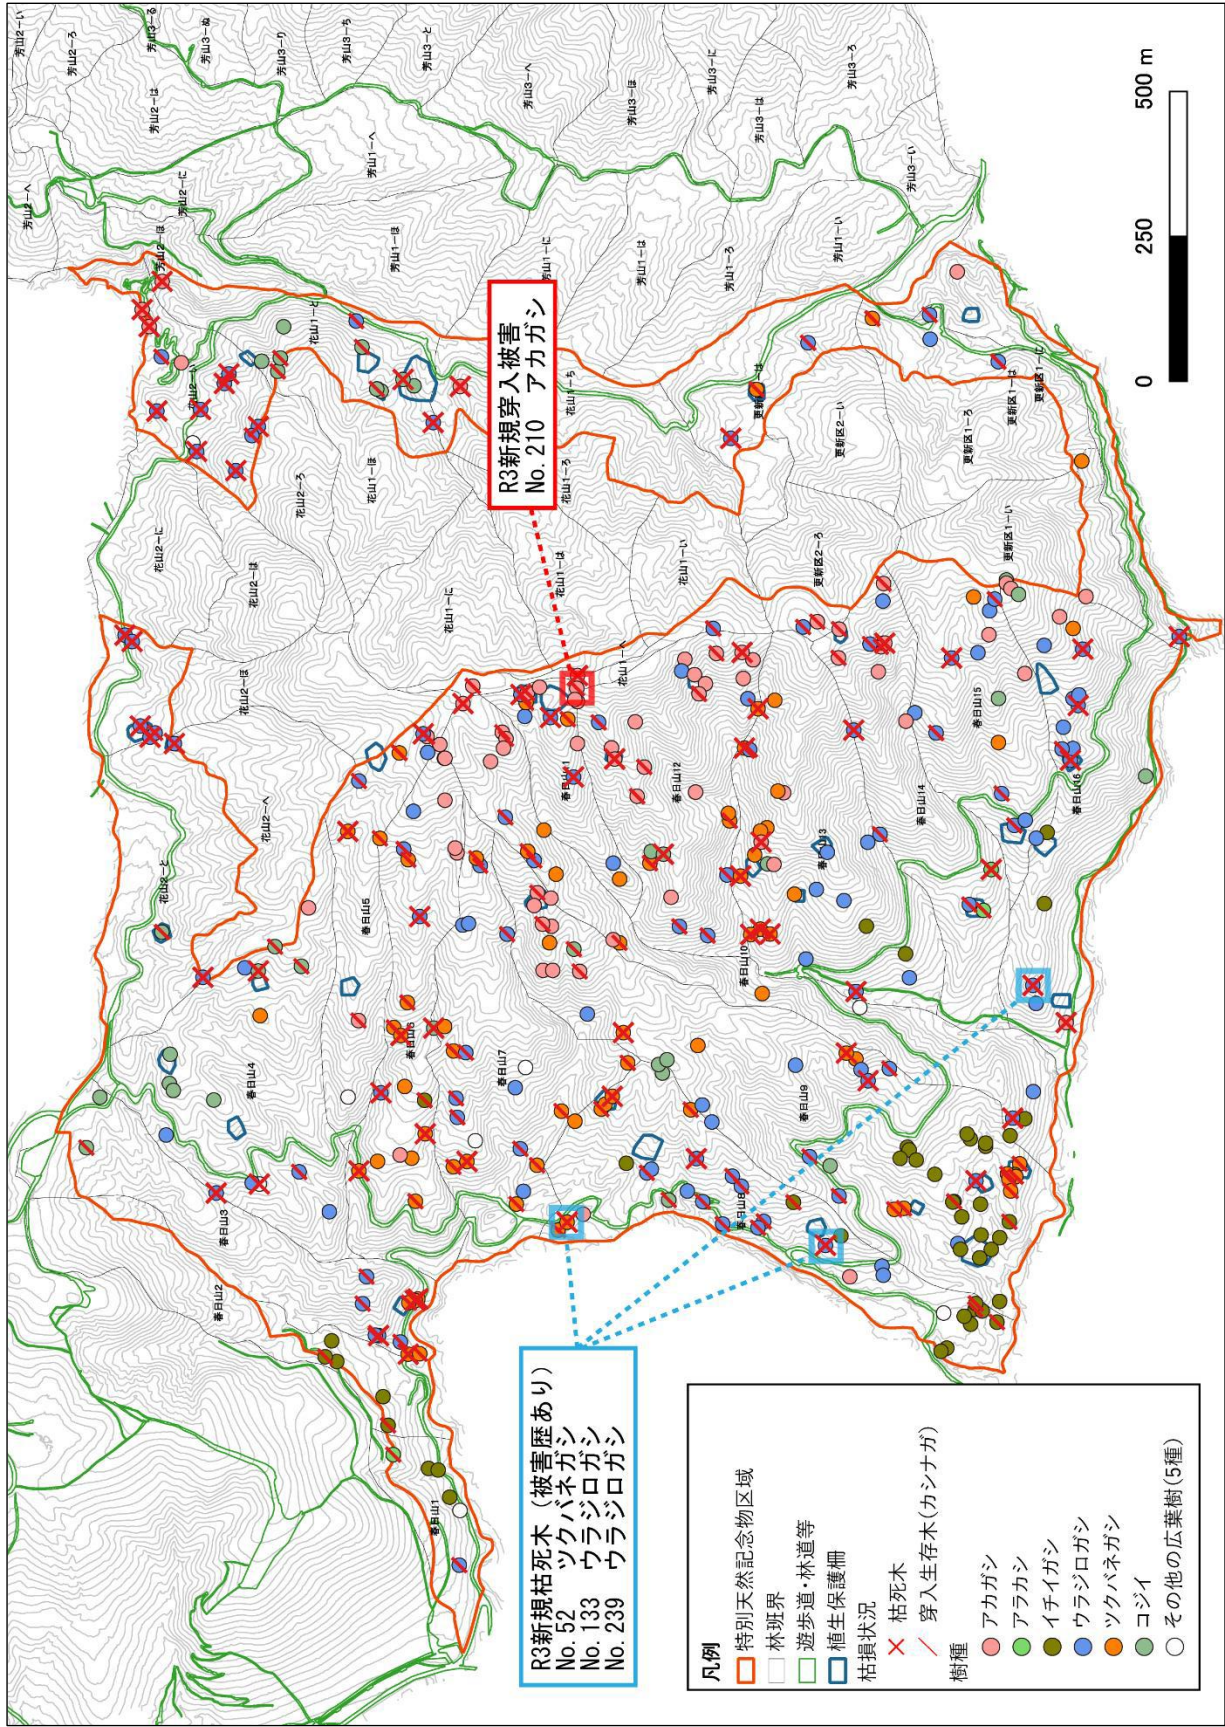 R3新規穿入被害
No. 210　アカガシ
R3新規枯死木（被害歴あり）
No. 52　ツクバネガシ
No. 133　ウラジロガシ
No. 239　ウラジロガシ
凡例
特別天然記念物区域
林班界
遊歩道・林道等
植生保護柵
枯損状況
枯死木
穿入生存木(カシナガ)
樹種
アカガシ
アラカシ
イチイガシ
ウラジロガシ
ツクバネガシ
コジイ
その他の広葉樹(5種)
0
250
500 m
春日山1
春日山2
春日山3
春日山4
春日山5
春日山6
春日山7
春日山8
春日山9
春日山10
春日山11
春日山12
春日山14
春日山15
春日山16
花山2-と
花山2-へ
花山2-ほ
花山2-に
花山2-は
花山2-ろ
花山2-い
花山1-と
花山1-ほ
花山1-に
花山1-は
花山1-ろ
花山1-ち
花山1-へ
花山1-い
更新区2-ろ
更新区2-い
更新区1-ろ
更新区1-い
更新区1-は
更新区1-に
芳山2-へ
芳山2-ほ
芳山2-に
芳山2-は
芳山2-ろ
芳山2-い
芳山3-る
芳山3-ぬ
芳山3-り
芳山3-ち
芳山3-と
芳山3-へ
芳山3-ほ
芳山3-に
芳山3-は
芳山3-ろ
芳山3-い
芳山1-へ
芳山1-ほ
芳山1-に
芳山1-は
芳山1-ろ
芳山1-い